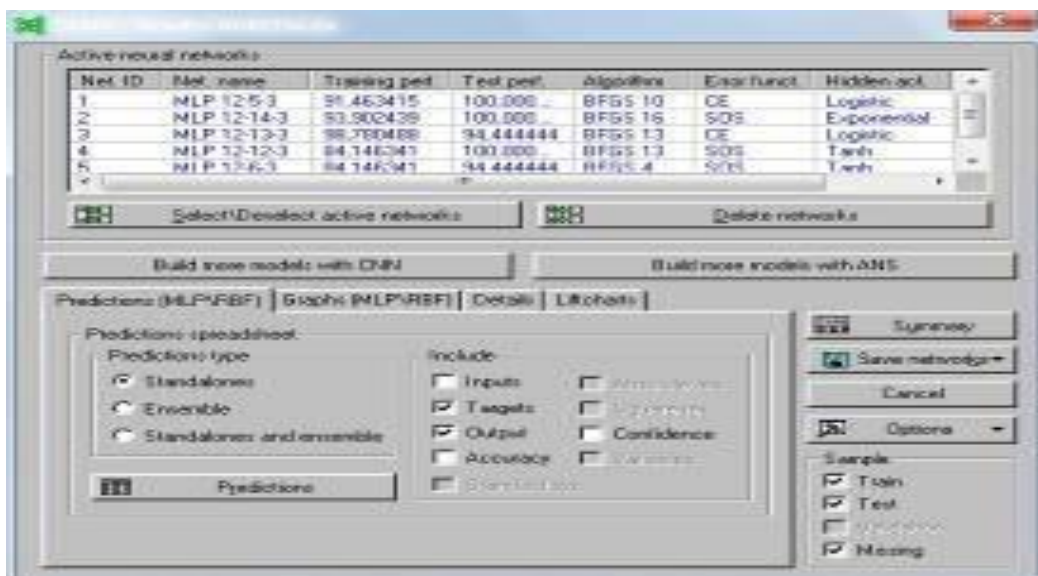 Active neural networks
Net. ID Net. name Training perf. Test perf. Algorithm Error funct. Hidden act.
1 MLP 12-5-3 91.463415 100.000... BFGS 10 CE Logistic
2 MLP 12-14-3 93.902439 100.000... BFGS 16 SOS Exponential
3 MLP 12-13-3 98.780488 94.444444 BFGS 13 CE Logistic
4 MLP 12-12-3 84.146341 100.000... BFGS 13 SOS Tanh
5 MLP 12-6-3 84.146341 94.444444 BFGS 4 SOS Tanh
Select\Deselect active networks Delete networks
Build more models with CNN Build more models with ANS
Predictions (MLP\RBF) Graphs (MLP\RBF) Details Liftcharts
Predictions spreadsheet
Predictions type
Standalones
Ensemble
Standalones and ensemble
Predictions
Include
Inputs
Targets
Output
Accuracy
Confidence
Summary
Save networks
Cancel
Options
Sample
Train
Test
Missing